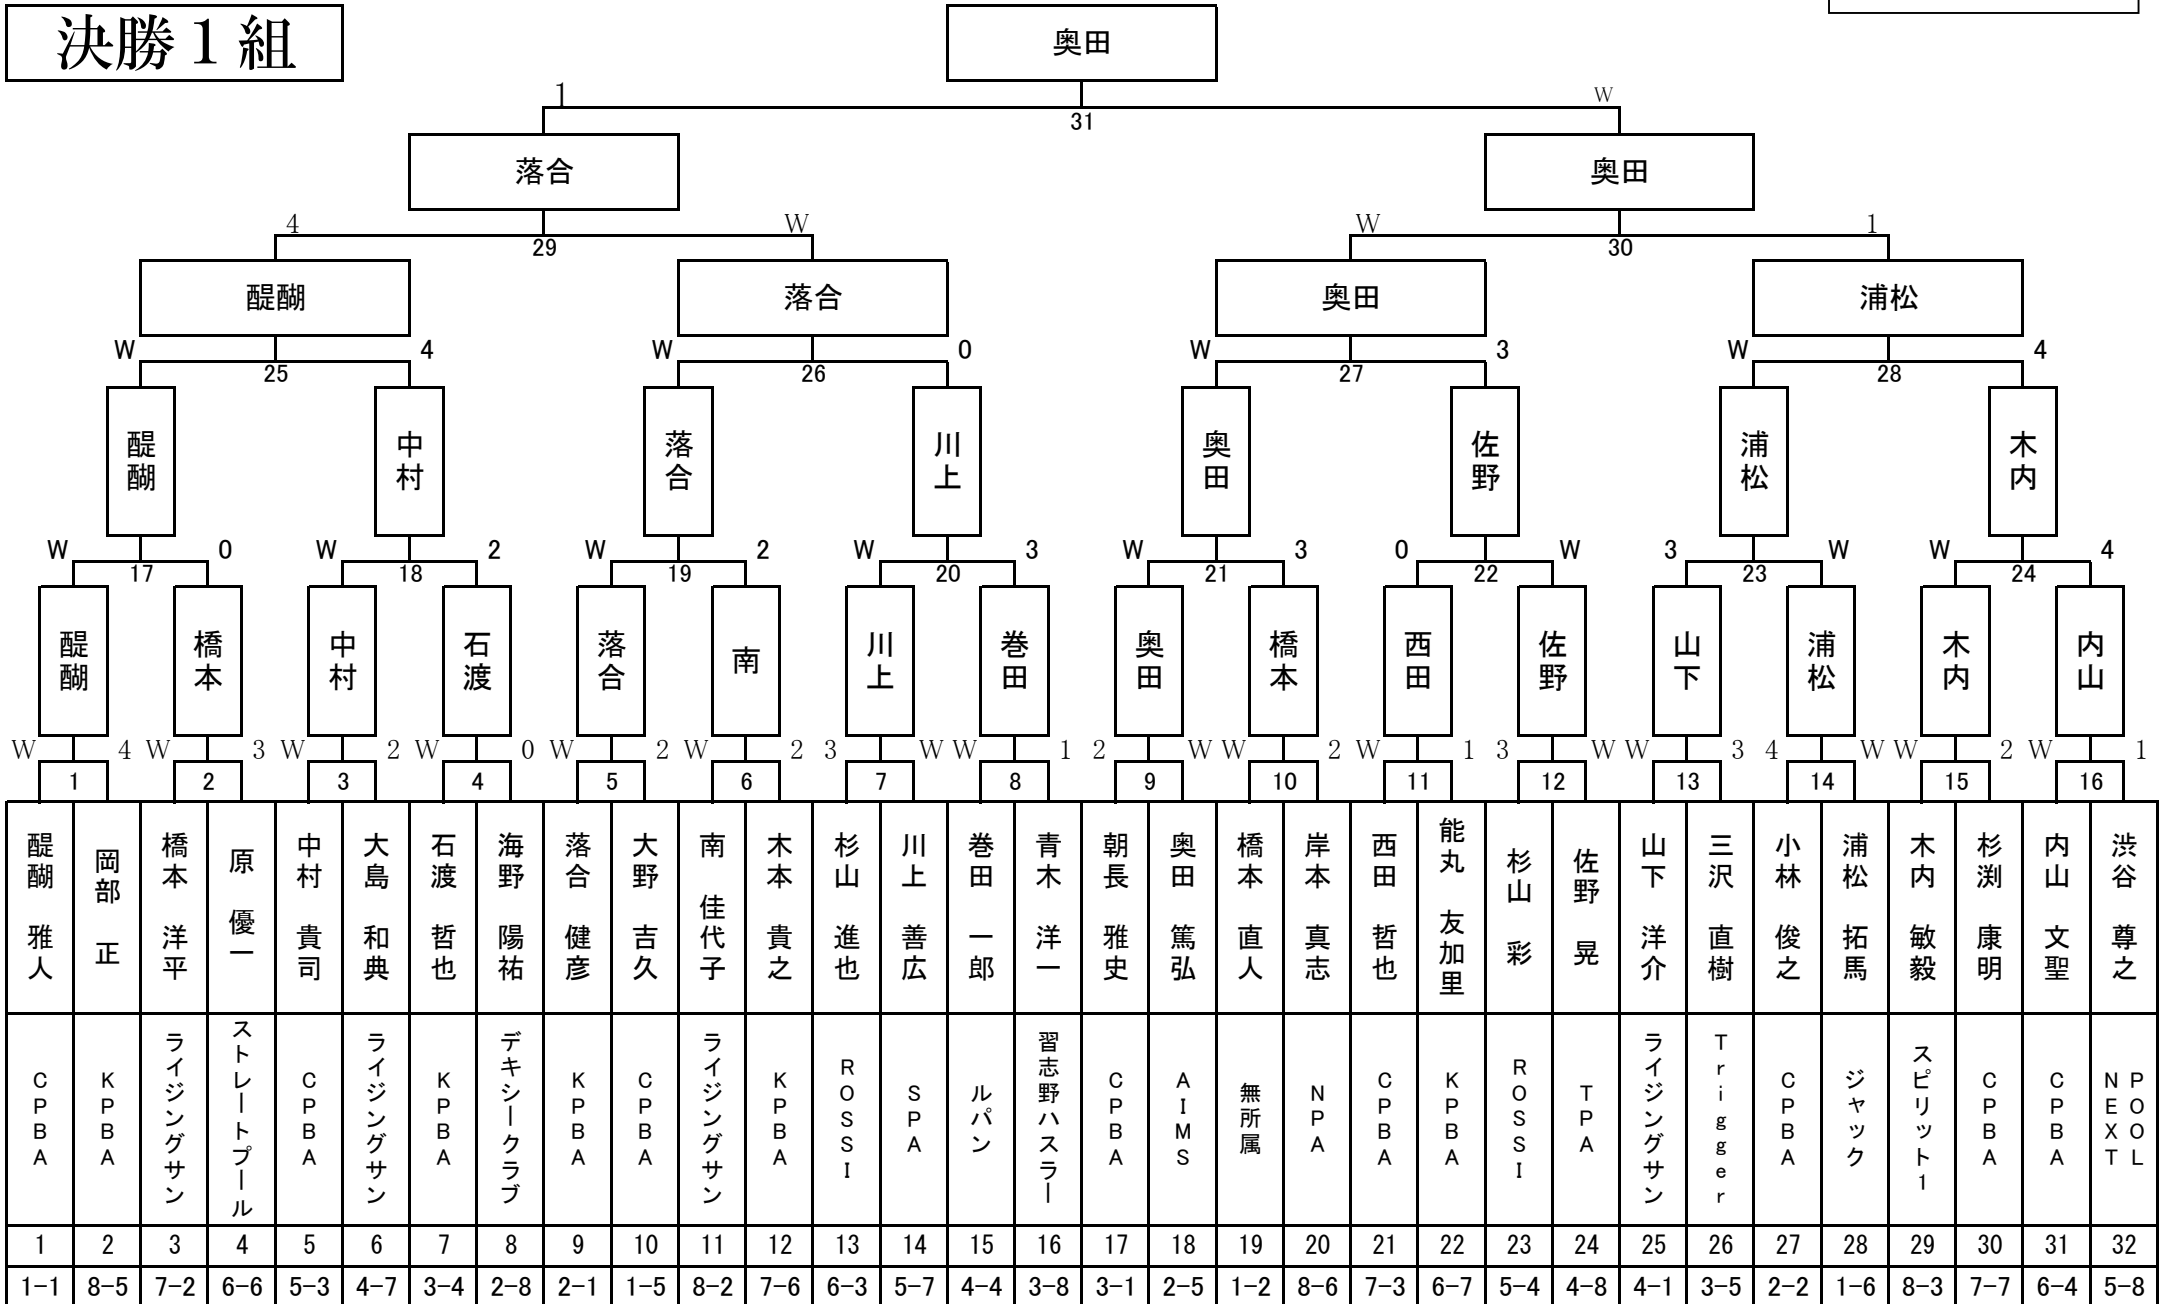 決勝１組
奥田
1 W
31
落合 奥田
4 W W 1
29 30
醍醐 落合 奥田 浦松
W 4 W 0 W 3 W 4
25 26 27 28
醍醐 中村 落合 川上 奥田 佐野 浦松 木内
W 0 W 2 W 2 W 3 W 3 0 W 3 W W 4
17 18 19 20 21 22 23 24
醍醐 橋本 中村 石渡 落合 南 川上 巻田 奥田 橋本 西田 佐野 山下 浦松 木内 内山
W 4 W 3 W 2 W 0 W 2 W 2 3 W W 1 2 W W 2 W 1 3 W W 3 4 W W 2 W 1
1 2 3 4 5 6 7 8 9 10 11 12 13 14 15 16
醍醐 雅人
岡部 正
橋本 洋平
原 優一
中村 貴司
大島 和典
石渡 哲也
海野 陽祐
落合 健彦
大野 吉久
南 佳代子
木本 貴之
杉山 進也
川上 善広
巻田 一郎
青木 洋一
朝長 雅史
奥田 篤弘
橋本 直人
岸本 真志
西田 哲也
能丸 友加里
杉山 彩
佐野 晃
山下 洋介
三沢 直樹
小林 俊之
浦松 拓馬
木内 敏毅
杉渕 康明
内山 文聖
渋谷 尊之
CPBA
KPBA
ライジングサン
ストレートプール
CPBA
ライジングサン
KPBA
デキシークラブ
KPBA
CPBA
ライジングサン
KPBA
ROSSI
SPA
ルパン
習志野ハスラー
CPBA
AIMS
無所属
NPA
CPBA
KPBA
ROSSI
TPA
ライジングサン
Trigger
CPBA
ジャック
スピリット1
CPBA
CPBA
POOL
NEXT
1 2 3 4 5 6 7 8 9 10 11 12 13 14 15 16 17 18 19 20 21 22 23 24 25 26 27 28 29 30 31 32
1-1 8-5 7-2 6-6 5-3 4-7 3-4 2-8 2-1 1-5 8-2 7-6 6-3 5-7 4-4 3-8 3-1 2-5 1-2 8-6 7-3 6-7 5-4 4-8 4-1 3-5 2-2 1-6 8-3 7-7 6-4 5-8